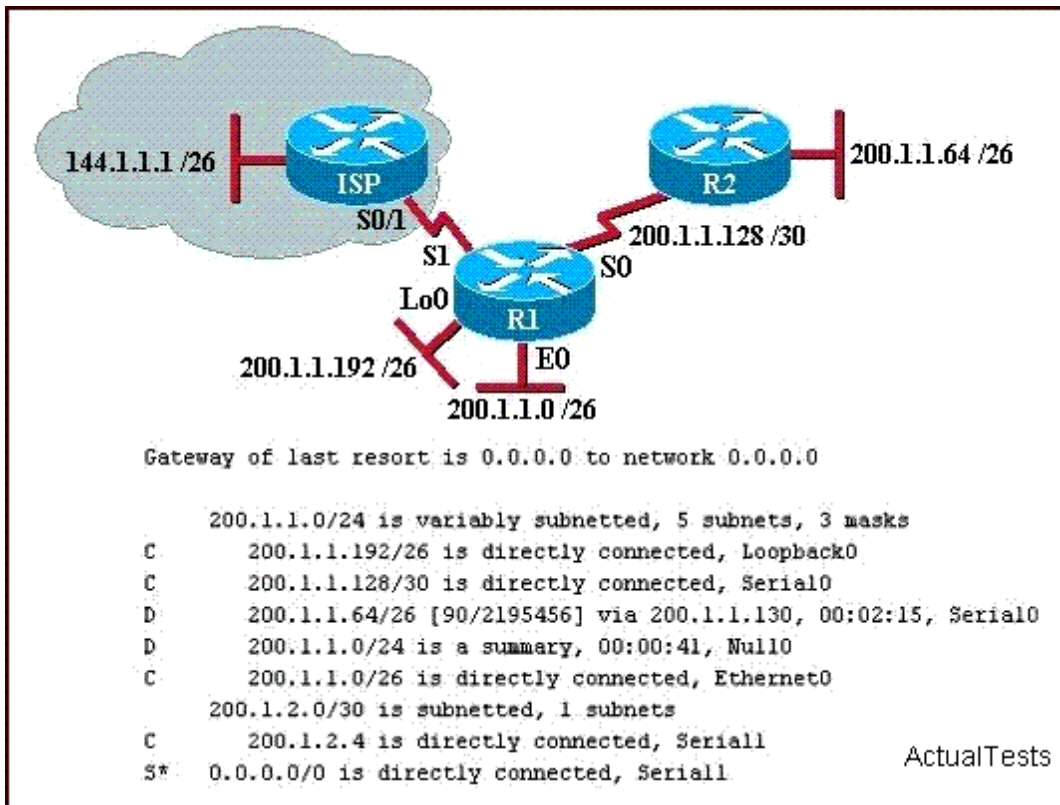 144.1.1.1 /26
ISP
S0/1
R2
200.1.1.64 /26
200.1.1.128 /30
S1
S0
Lo0
R1
E0
200.1.1.192 /26
200.1.1.0 /26
Gateway of last resort is 0.0.0.0 to network 0.0.0.0
200.1.1.0/24 is variably subnetted, 5 subnets, 3 masks
C 200.1.1.192/26 is directly connected, Loopback0
C 200.1.1.128/30 is directly connected, Serial0
D 200.1.1.64/26 [90/2195456] via 200.1.1.130, 00:02:15, Serial0
D 200.1.1.0/24 is a summary, 00:00:41, Null0
C 200.1.1.0/26 is directly connected, Ethernet0
200.1.2.0/30 is subnetted, 1 subnets
C 200.1.2.4 is directly connected, Serial1
S* 0.0.0.0/0 is directly connected, Serial1
ActualTests